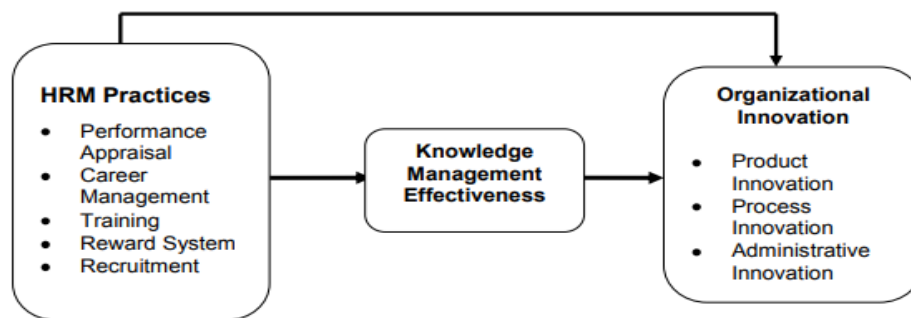 HRM Practices
• Performance
Appraisal
• Career
Management
• Training
• Reward System
• Recruitment
Knowledge
Management
Effectiveness
Organizational
Innovation
• Product
Innovation
• Process
Innovation
• Administrative
Innovation